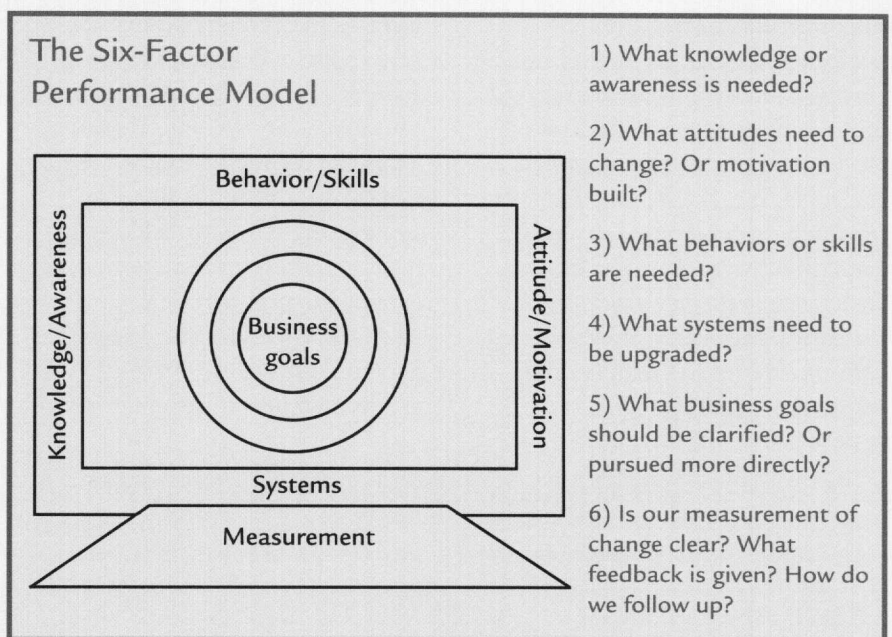 The Six-Factor
Performance Model
Behavior/Skills
Knowledge/Awareness
Attitude/Motivation
Business
goals
Systems
Measurement
1) What knowledge or
awareness is needed?
2) What attitudes need to
change? Or motivation
built?
3) What behaviors or skills
are needed?
4) What systems need to
be upgraded?
5) What business goals
should be clarified? Or
pursued more directly?
6) Is our measurement of
change clear? What
feedback is given? How do
we follow up?